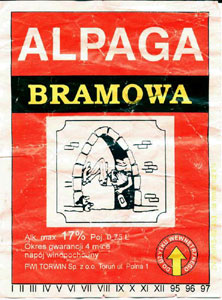 ALPAGA
BRAMOWA
Alk. max. 17% Poj. 0,75 L
Okres gwarancji 4 m-ce
napój winopochodny
PWI TORWIN Sp. z o.o. Toruń ul. Polna 1
I II III IV V VI VII VIII IX X XI XII 95 96 97